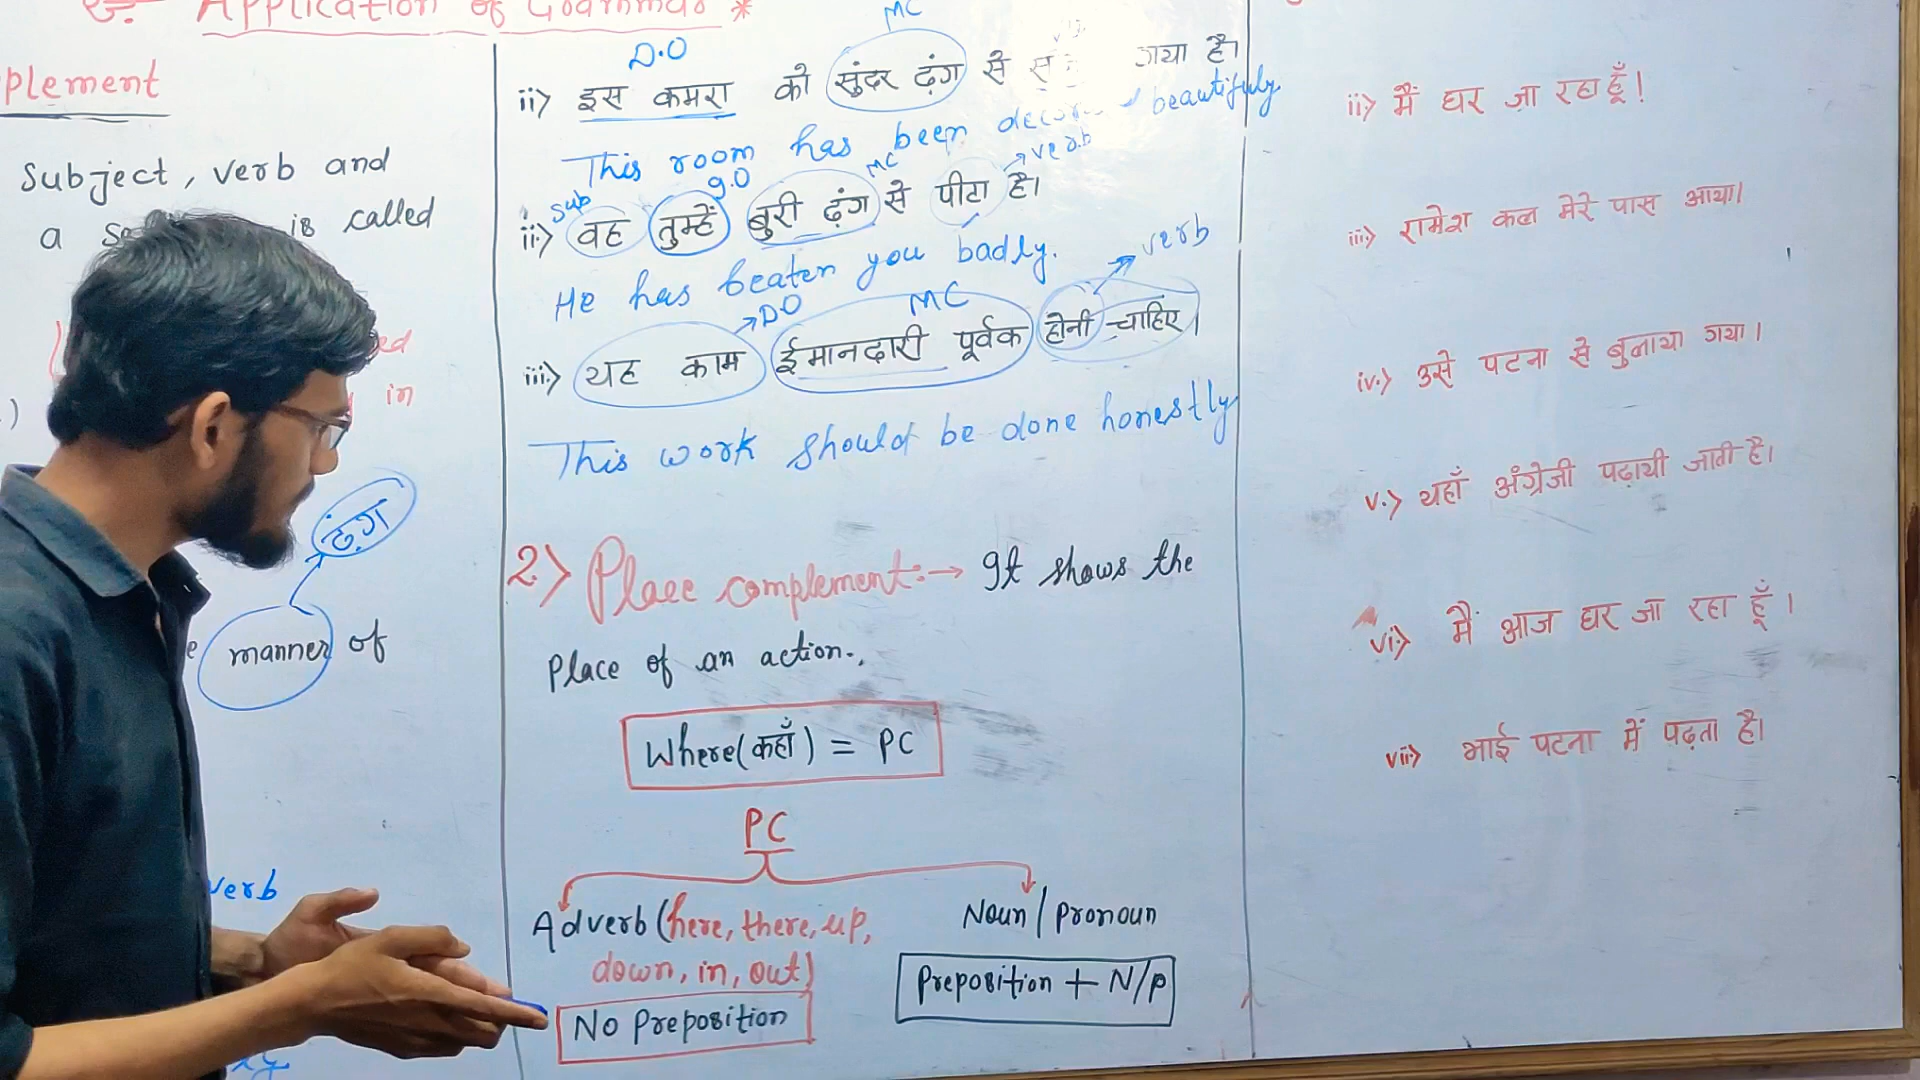 Application of Grammar *
plement
Subject, verb and
a is called
in
ढ़ंग
manner of
verb
ly
MC
D.O
ii> इस कमरा को सुंदर ढ़ंग से गया है।
This room has been beautifuly
sub g.O MC verb
ii> वह तुम्हें बुरी ढ़ंग से पीटा है।
He has beaten you badly.
D.O MC verb
iii> यह काम ईमानदारी पूर्वक होनी चाहिए।
This work should be done honestly
2> Place complement:→ It shows the
Place of an action.
Where(कहाँ) = PC
PC
Adverb (here, there, up,
down, in, out)
No Preposition
Noun/Pronoun
Preposition + N/P
ii> मैं घर जा रहा हूँ!
iii> रामेश कल मेरे पास आया।
iv.> उसे पटना से बुलाया गया।
v.> यहाँ अंग्रेजी पढ़ायी जाती है।
vi> मैं आज घर जा रहा हूँ।
vii> भाई पटना में पढ़ता है।